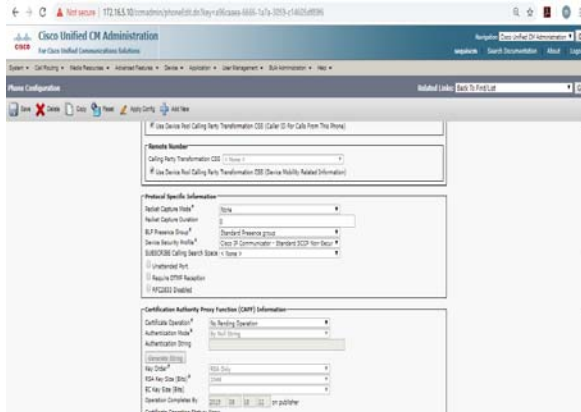 Not secure | 172.16.5.10/ccmadmin/phoneEdit.do?key=
Cisco Unified CM Administration
CISCO For Cisco Unified Communications Solutions
Navigation Cisco Unified CM Administration
Search Documentation About
System Call Routing Media Resources Advanced Features Device Application User Management Bulk Administration Help
Phone Configuration
Related Links: Back To Find/List
Save Delete Copy Reset Apply Config Add New
Use Device Pool Calling Party Transformation CSS (Caller ID For Calls From This Phone)
Remote Number
Calling Party Transformation CSS < None >
Use Device Pool Calling Party Transformation CSS (Device Mobility Related Information)
Protocol Specific Information
Packet Capture Mode* None
Packet Capture Duration 0
BLF Presence Group* Standard Presence group
Device Security Profile* Cisco IP Communicator - Standard SCCP Non-Secur
SUBSCRIBE Calling Search Space < None >
Unattended Port
Require DTMF Reception
RFC2833 Disabled
Certification Authority Proxy Function (CAPF) Information
Certificate Operation* No Pending Operation
Authentication Mode* By Null String
Authentication String
Generate String
Key Order* RSA Only
RSA Key Size (Bits)* 2048
EC Key Size (Bits)
Operation Completes By 2019 on publisher